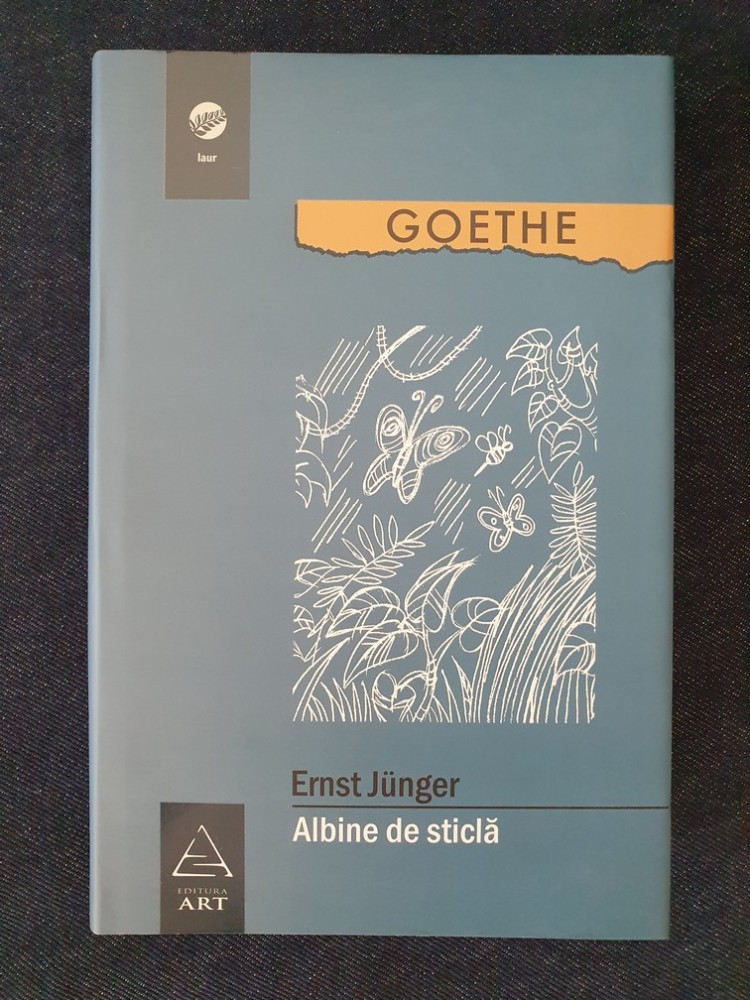 laur
GOETHE
Ernst Jünger
Albine de sticlă
EDITURA
ART